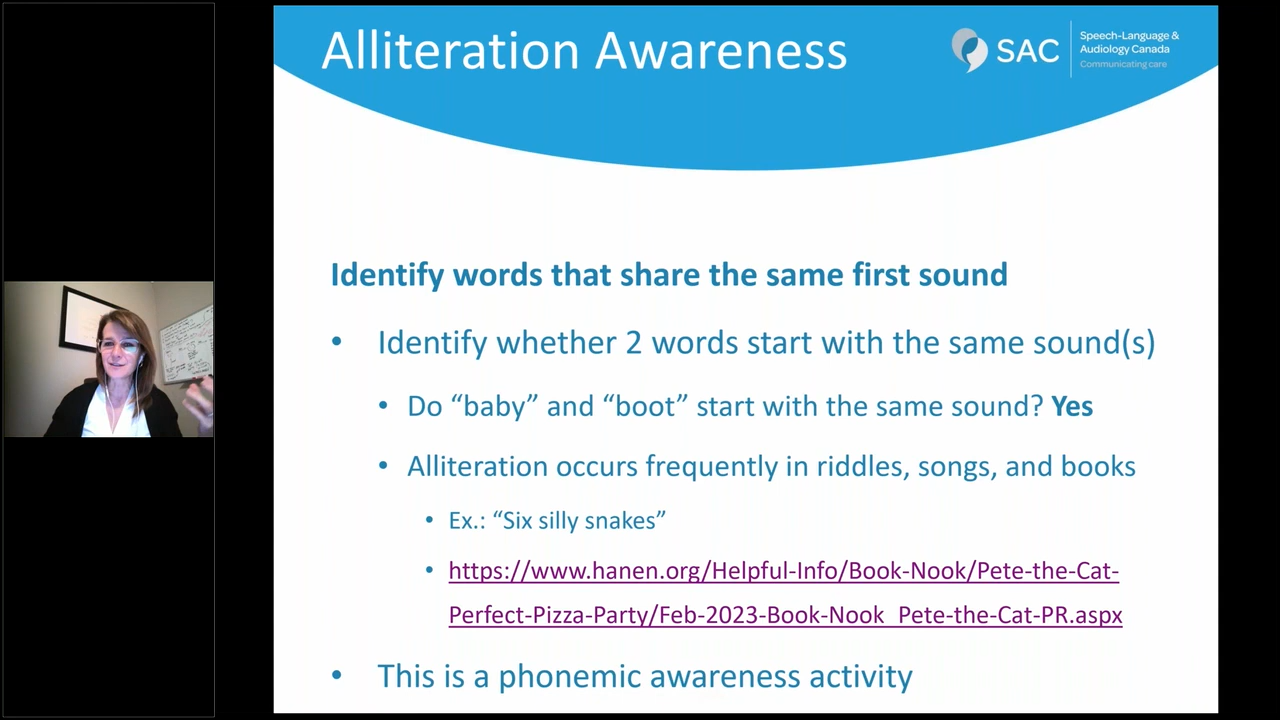 Alliteration Awareness
SAC
Speech-Language &
Audiology Canada
Communicating care
Identify words that share the same first sound
• Identify whether 2 words start with the same sound(s)
• Do “baby” and “boot” start with the same sound? Yes
• Alliteration occurs frequently in riddles, songs, and books
• Ex.: “Six silly snakes”
• https://www.hanen.org/Helpful-Info/Book-Nook/Pete-the-Cat-
Perfect-Pizza-Party/Feb-2023-Book-Nook_Pete-the-Cat-PR.aspx
• This is a phonemic awareness activity